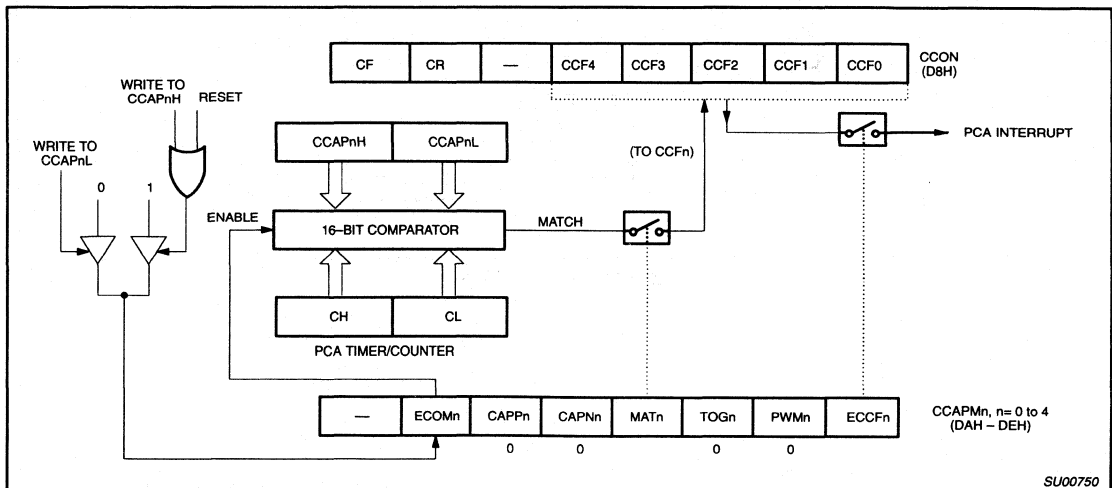 CF CR — CCF4 CCF3 CCF2 CCF1 CCF0
CCON
(D8H)
WRITE TO
CCAPnH
RESET
WRITE TO
CCAPnL
0 1
CCAPnH CCAPnL
(TO CCFn)
PCA INTERRUPT
ENABLE
16–BIT COMPARATOR
MATCH
CH CL
PCA TIMER/COUNTER
— ECOMn CAPPn CAPNn MATn TOGn PWMn ECCFn
CCAPMn, n= 0 to 4
(DAH – DEH)
0 0 0 0
SU00750